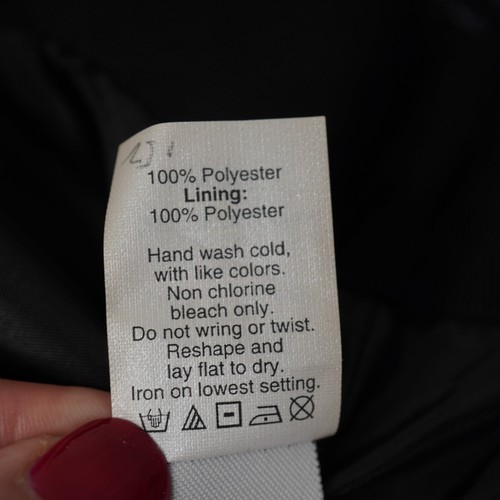 100% Polyester
Lining:
100% Polyester
Hand wash cold,
with like colors.
Non chlorine
bleach only.
Do not wring or twist.
Reshape and
lay flat to dry.
Iron on lowest setting.